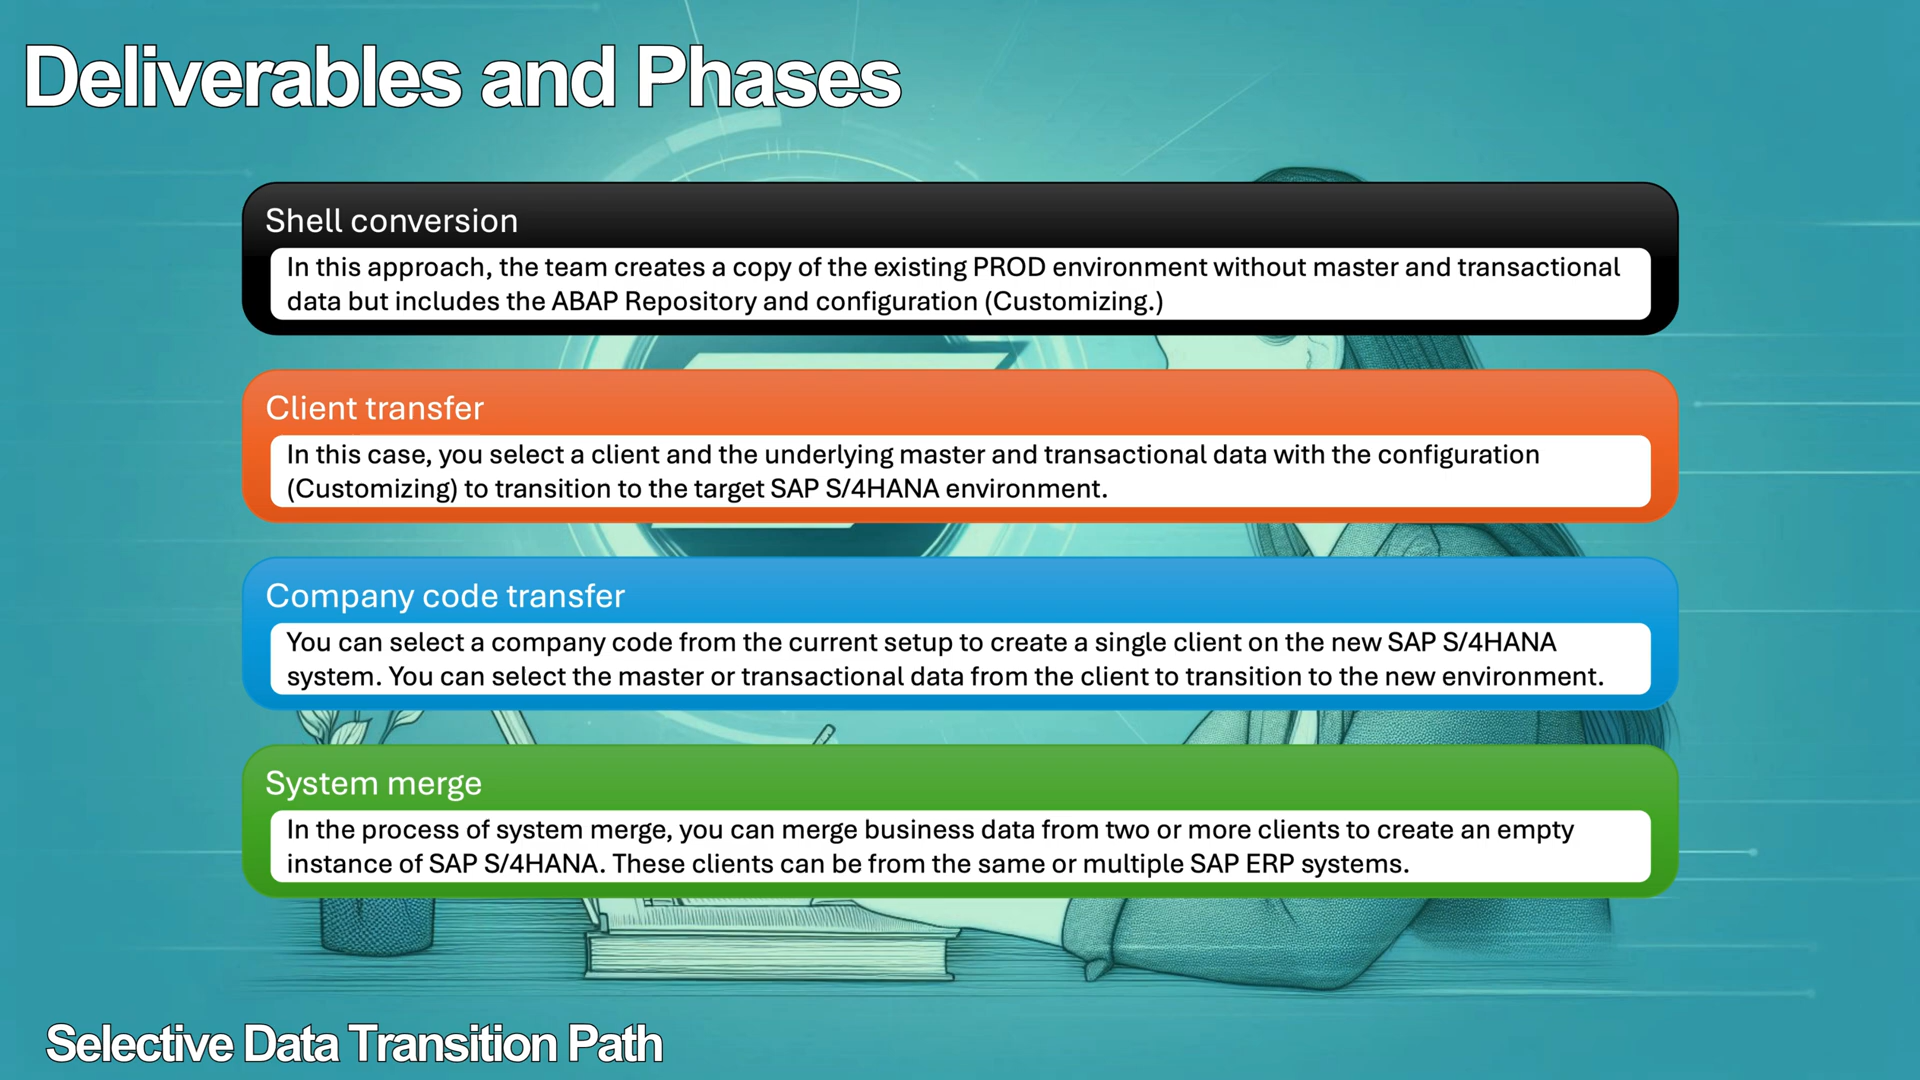 Deliverables and Phases
Shell conversion
In this approach, the team creates a copy of the existing PROD environment without master and transactional
data but includes the ABAP Repository and configuration (Customizing.)
Client transfer
In this case, you select a client and the underlying master and transactional data with the configuration
(Customizing) to transition to the target SAP S/4HANA environment.
Company code transfer
You can select a company code from the current setup to create a single client on the new SAP S/4HANA
system. You can select the master or transactional data from the client to transition to the new environment.
System merge
In the process of system merge, you can merge business data from two or more clients to create an empty
instance of SAP S/4HANA. These clients can be from the same or multiple SAP ERP systems.
Selective Data Transition Path